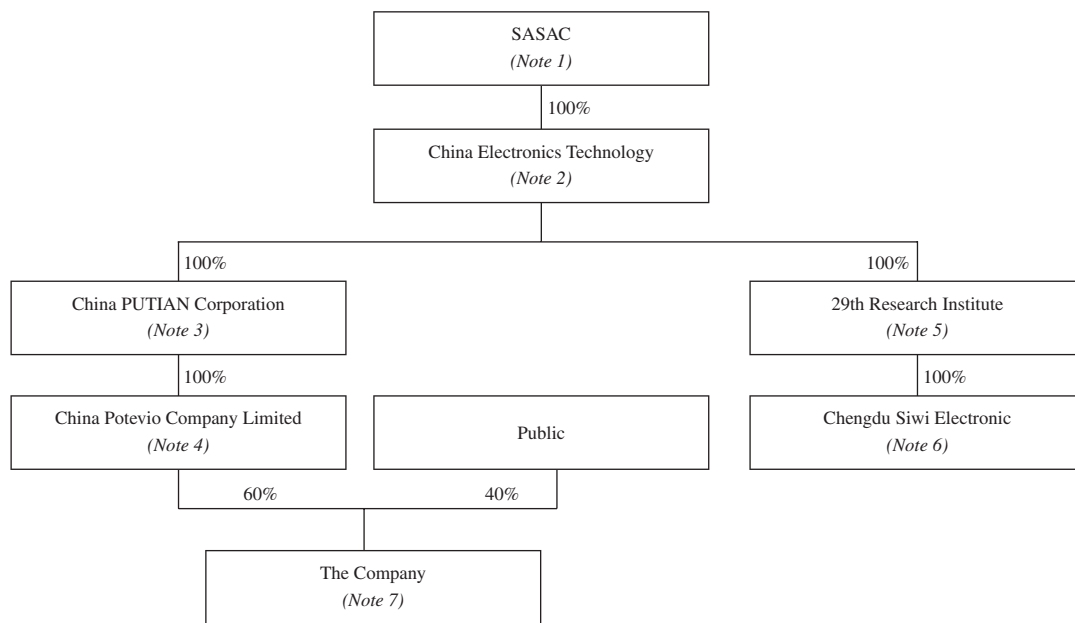 SASAC
(Note 1)
100%
China Electronics Technology
(Note 2)
100%
100%
China PUTIAN Corporation
(Note 3)
29th Research Institute
(Note 5)
100%
100%
China Potevio Company Limited
(Note 4)
Public
Chengdu Siwi Electronic
(Note 6)
60%
40%
The Company
(Note 7)